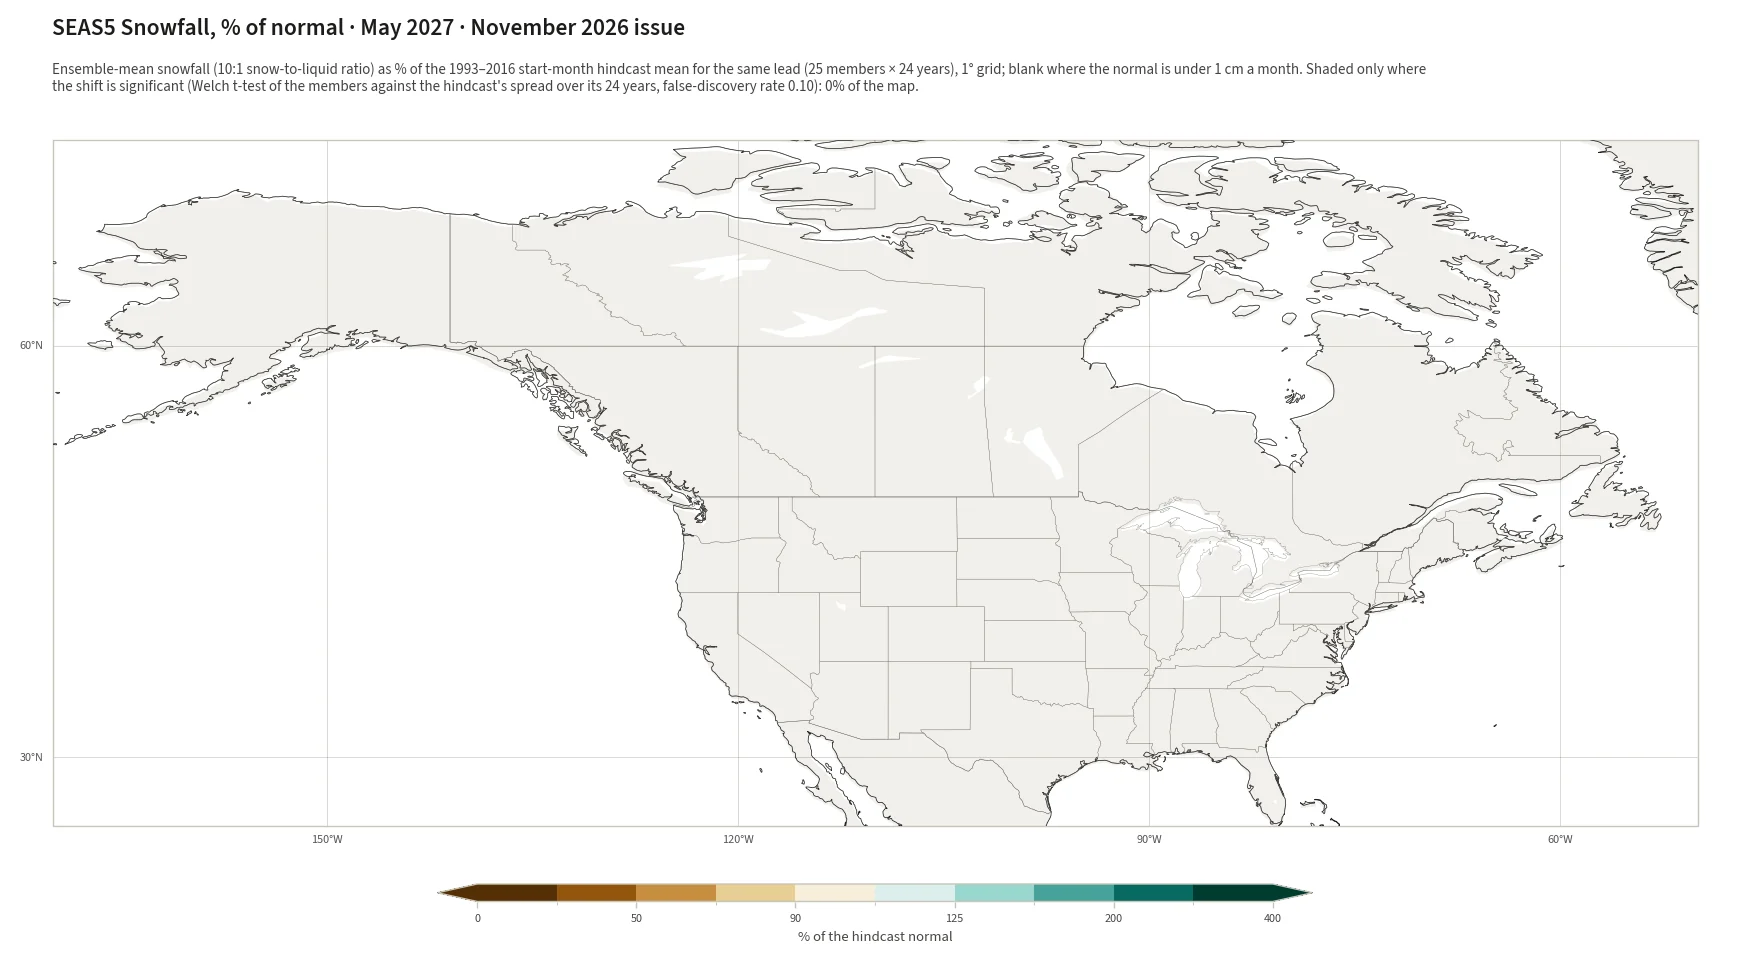 SEAS5 Snowfall, % of normal · May 2027 · November 2026 issue
Ensemble-mean snowfall (10:1 snow-to-liquid ratio) as % of the 1993–2016 start-month hindcast mean for the same lead (25 members × 24 years), 1° grid; blank where the normal is under 1 cm a month. Shaded only where
the shift is significant (Welch t-test of the members against the hindcast's spread over its 24 years, false-discovery rate 0.10): 0% of the map.
60°N
30°N
150°W 120°W 90°W 60°W
0 50 90 125 200 400
% of the hindcast normal